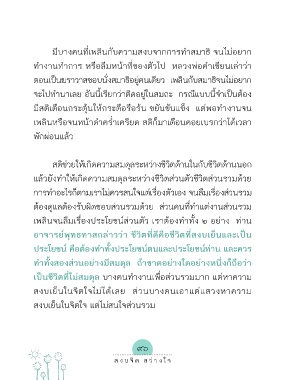 มีบางคนที่เพลินกับความสงบจากการทำสมาธิ จนไม่อยาก
ทำงานทำการ หรือลืมหน้าที่ของตัวไป หลวงพ่อคำเขียนเล่าว่า
ตอนเป็นฆราวาสชอบนั่งสมาธิอยู่คนเดียว เพลินกับสมาธิจนไม่อยาก
จะไปทำนาเลย อันนี้เรียกว่าติดอยู่ในสมถะ กรณีแบบนี้จำเป็นต้อง
มีสติเตือนกระตุ้นให้กระตือรือร้น ขยันขันแข็ง แต่พอทำงานจน
เพลินหรือจนหน้าดำคร่ำเครียด สติก็มาเตือนคอยเบรกว่าได้เวลา
พักผ่อนแล้ว
สติช่วยให้เกิดความสมดุลระหว่างชีวิตด้านในกับชีวิตด้านนอก
แล้วยังทำให้เกิดความสมดุลระหว่างชีวิตส่วนตัวชีวิตส่วนรวมด้วย
การทำอะไรก็ตามเราไม่ควรสนใจแต่เรื่องตัวเอง จนลืมเรื่องส่วนรวม
ต้องดูแลต้องรับผิดชอบส่วนรวมด้วย ส่วนคนที่ทำแต่งานส่วนรวม
เพลินจนลืมเรื่องประโยชน์ส่วนตัว เราต้องทำทั้ง ๒ อย่าง ท่าน
อาจารย์พุทธทาสกล่าวว่า ชีวิตที่ดีคือชีวิตที่สงบเย็นและเป็น
ประโยชน์ คือต้องทำทั้งประโยชน์ตนและประโยชน์ท่าน และควร
ทำทั้งสองส่วนอย่างมีสมดุล ถ้าขาดอย่างใดอย่างหนึ่งก็ถือว่า
เป็นชีวิตที่ไม่สมดุล บางคนทำงานเพื่อส่วนรวมมาก แต่หาความ
สงบเย็นในจิตใจไม่ได้เลย ส่วนบางคนเอาแต่แสวงหาความ
สงบเย็นในจิตใจ แต่ไม่สนใจส่วนรวม
สงบจิต สว่างใจ